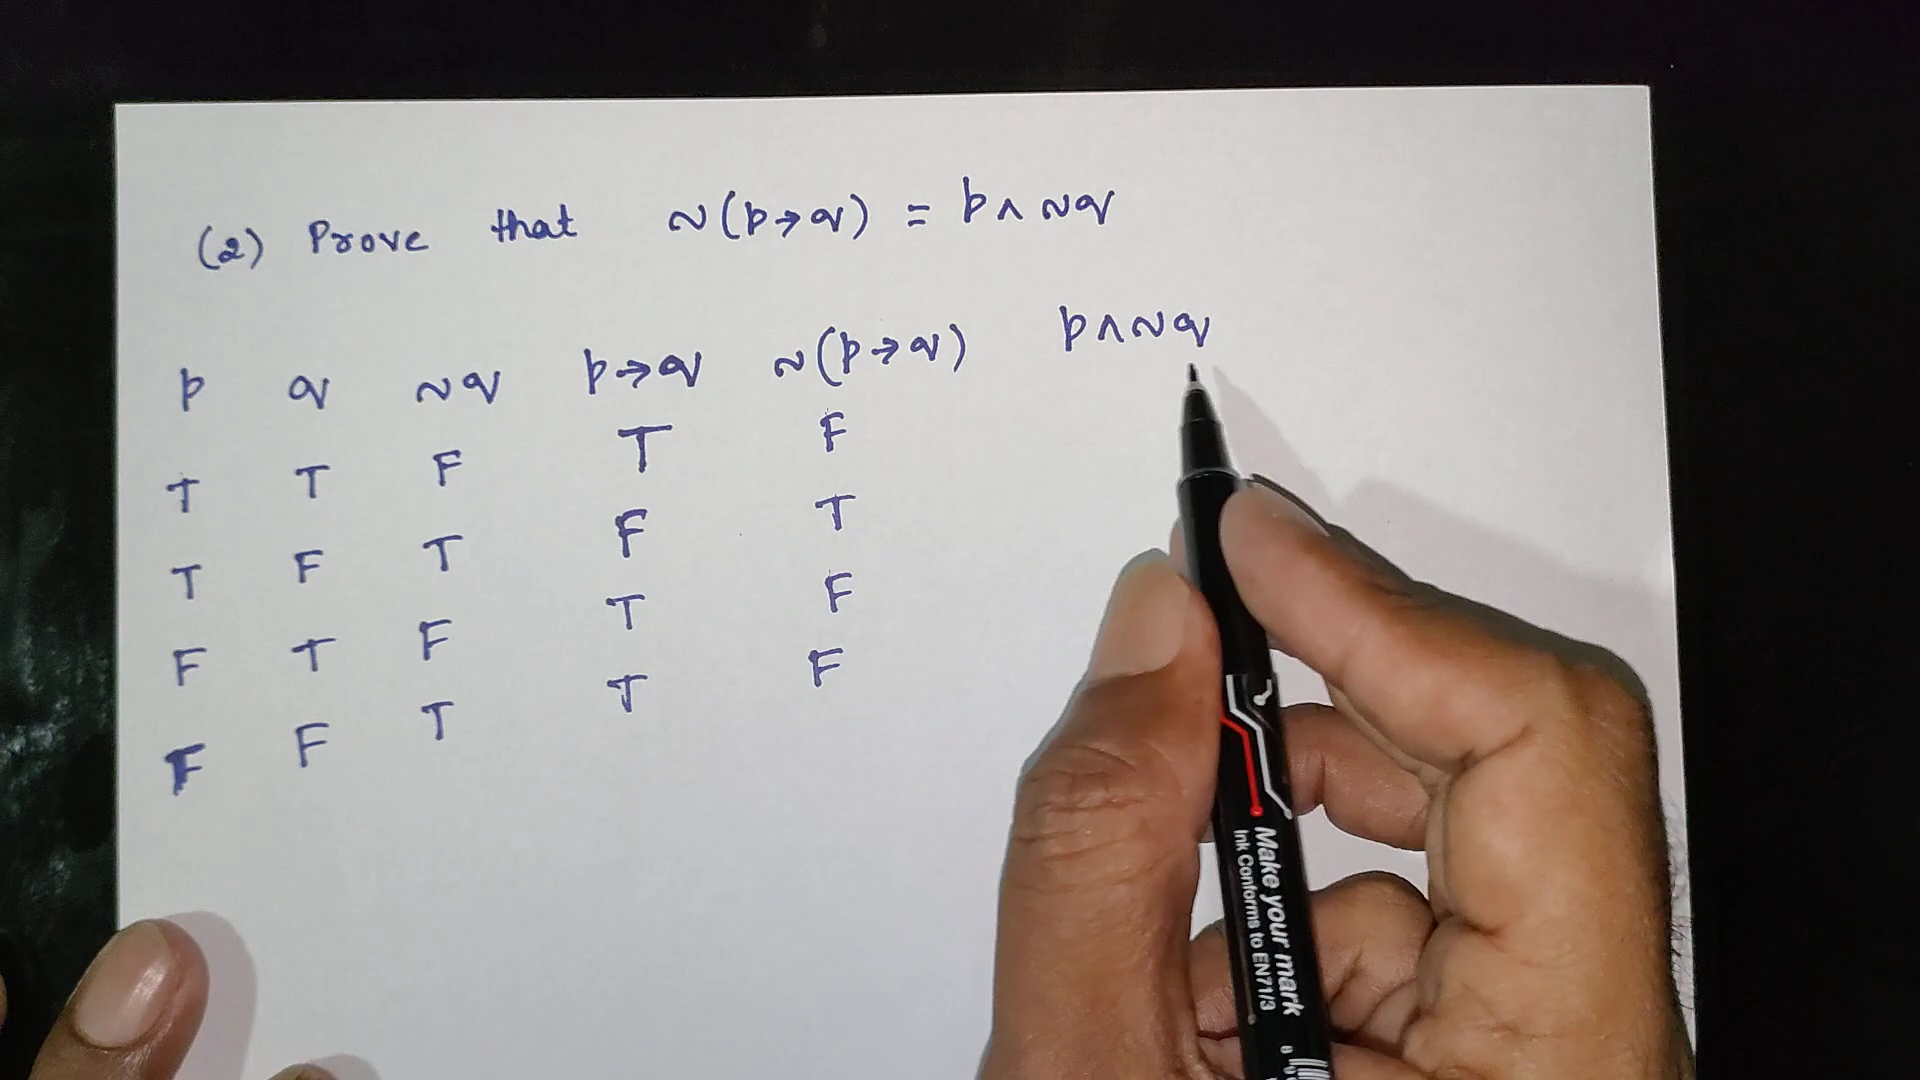 (2) Prove that ~(p→q) = p∧~q
p q ~q p→q ~(p→q) p∧~q
T T F T F
T F T F T
F T F T F
F F T T F
Make your mark
Ink Conforms to EN71/3